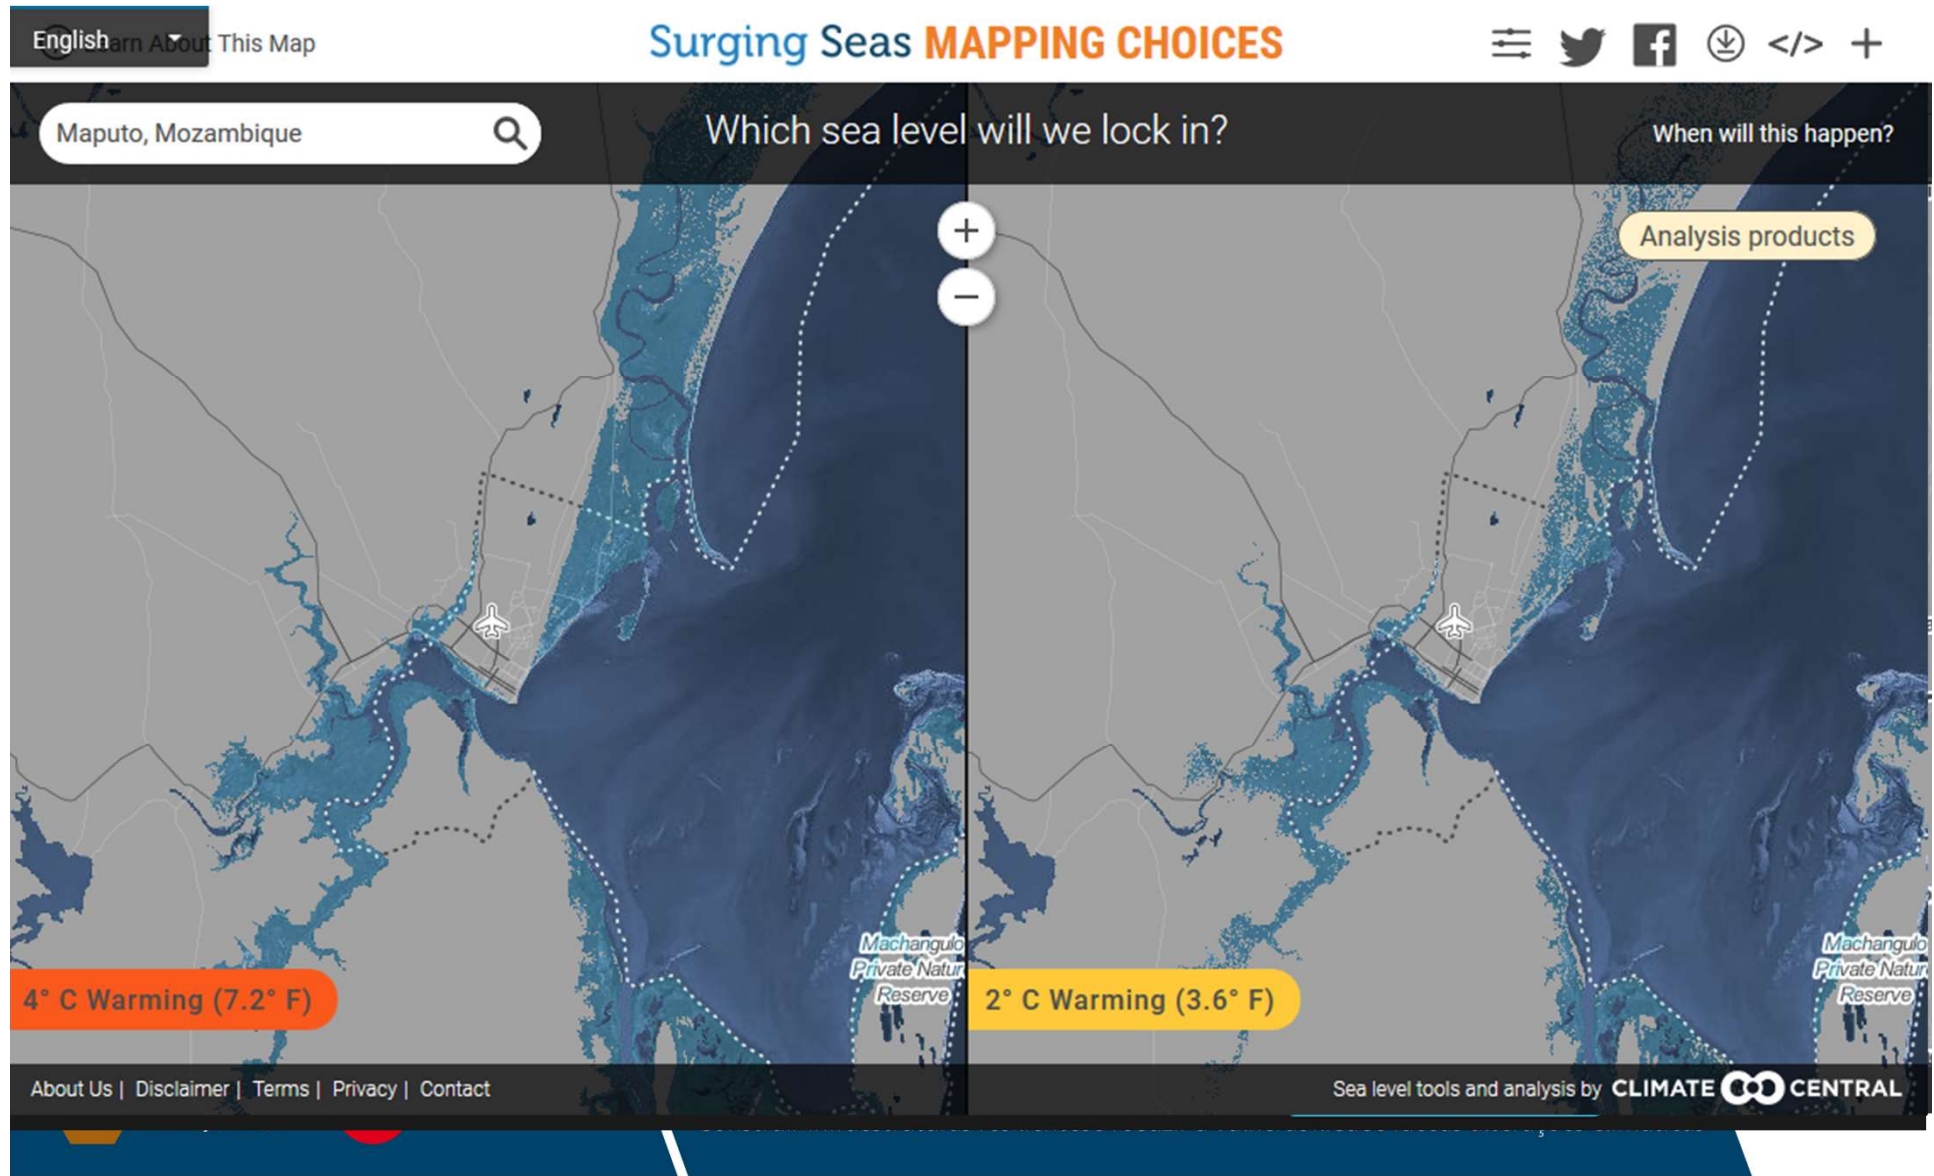 English
Learn About This Map
Surging Seas MAPPING CHOICES
</>
Maputo, Mozambique
Which sea level will we lock in?
When will this happen?
Analysis products
Machangulo
Private Natur
Reserve
Machangulo
Private Natur
Reserve
4° C Warming (7.2° F)
2° C Warming (3.6° F)
About Us | Disclaimer | Terms | Privacy | Contact
Sea level tools and analysis by CLIMATE CENTRAL